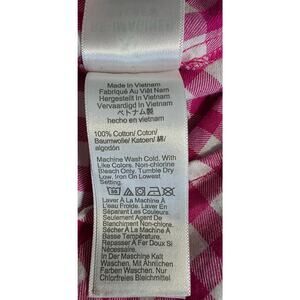 Made In Vietnam
Fabriqué Au Viêt Nam
Hergestellt In Vietnam
Vervaardigd In Vietnam
ベトナム製
hecho en vietnam
100% Cotton/ Coton/
Baumwolle/ Katoen/ 綿/
algodón
Machine Wash Cold. With
Like Colors. Non-chlorine
Bleach Only. Tumble Dry
Low. Iron On Lowest
Setting.
Laver À La Machine À
L'eau Froide. Laver En
Séparant Les Couleurs.
Seulement Agent De
Blanchiment Non-chlore.
Séchage À La Machine À
Basse Température.
Repasser À Fer Doux Si
Nécessaire.
In Der Maschine Kalt
Waschen. Mit Ähnlichen
Farben Waschen. Nur
Chlorfreies Bleichmittel